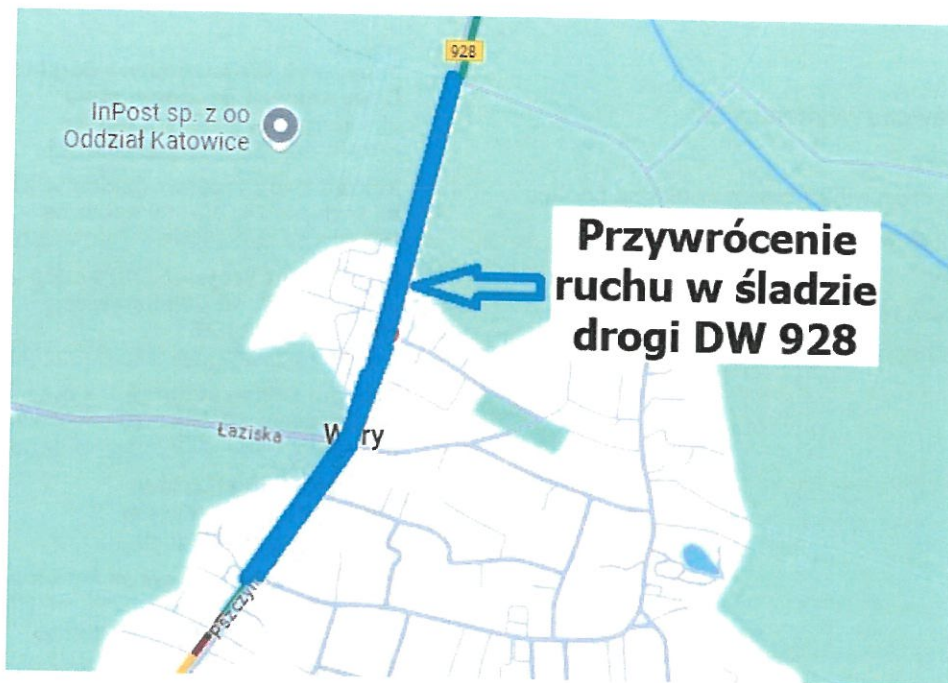 928
InPost sp. z oo
Oddział Katowice
Przywrócenie
ruchu w śladzie
drogi DW 928
Łaziska